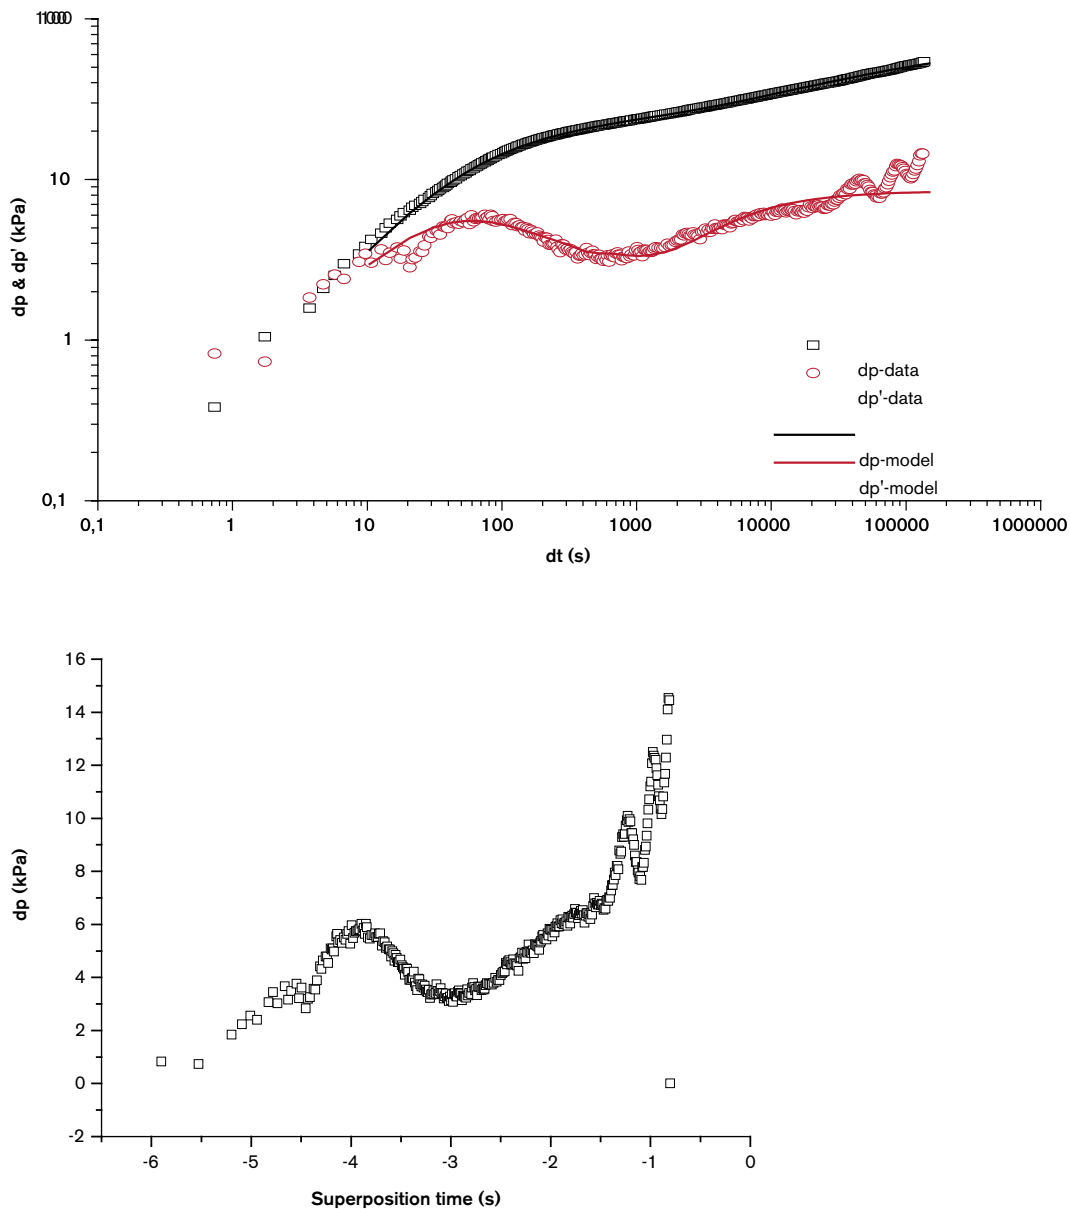 1000
10
1
0,1
dp & dp' (kPa)
dp-data
dp'-data
dp-model
dp'-model
0,1 1 10 100 1000 10000 100000 1000000
dt (s)
16
14
12
10
8
6
4
2
0
-2
dp (kPa)
-6 -5 -4 -3 -2 -1 0
Superposition time (s)